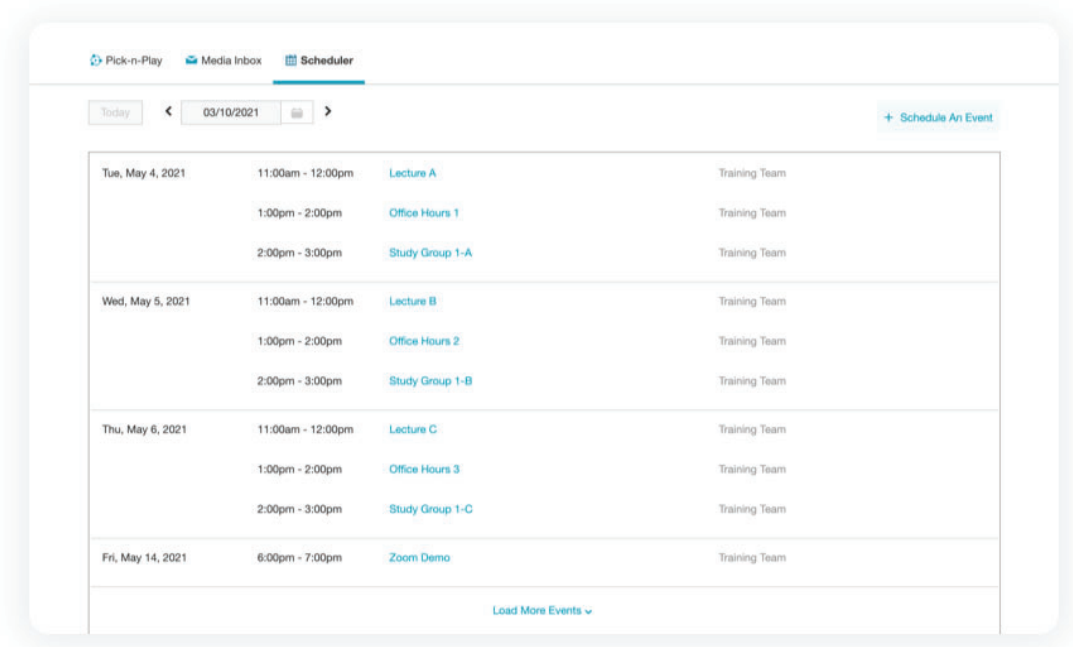 Pick-n-Play Media Inbox Scheduler
Today 03/10/2021
+ Schedule An Event
Tue, May 4, 2021 11:00am - 12:00pm Lecture A Training Team
1:00pm - 2:00pm Office Hours 1 Training Team
2:00pm - 3:00pm Study Group 1-A Training Team
Wed, May 5, 2021 11:00am - 12:00pm Lecture B Training Team
1:00pm - 2:00pm Office Hours 2 Training Team
2:00pm - 3:00pm Study Group 1-B Training Team
Thu, May 6, 2021 11:00am - 12:00pm Lecture C Training Team
1:00pm - 2:00pm Office Hours 3 Training Team
2:00pm - 3:00pm Study Group 1-C Training Team
Fri, May 14, 2021 6:00pm - 7:00pm Zoom Demo Training Team
Load More Events